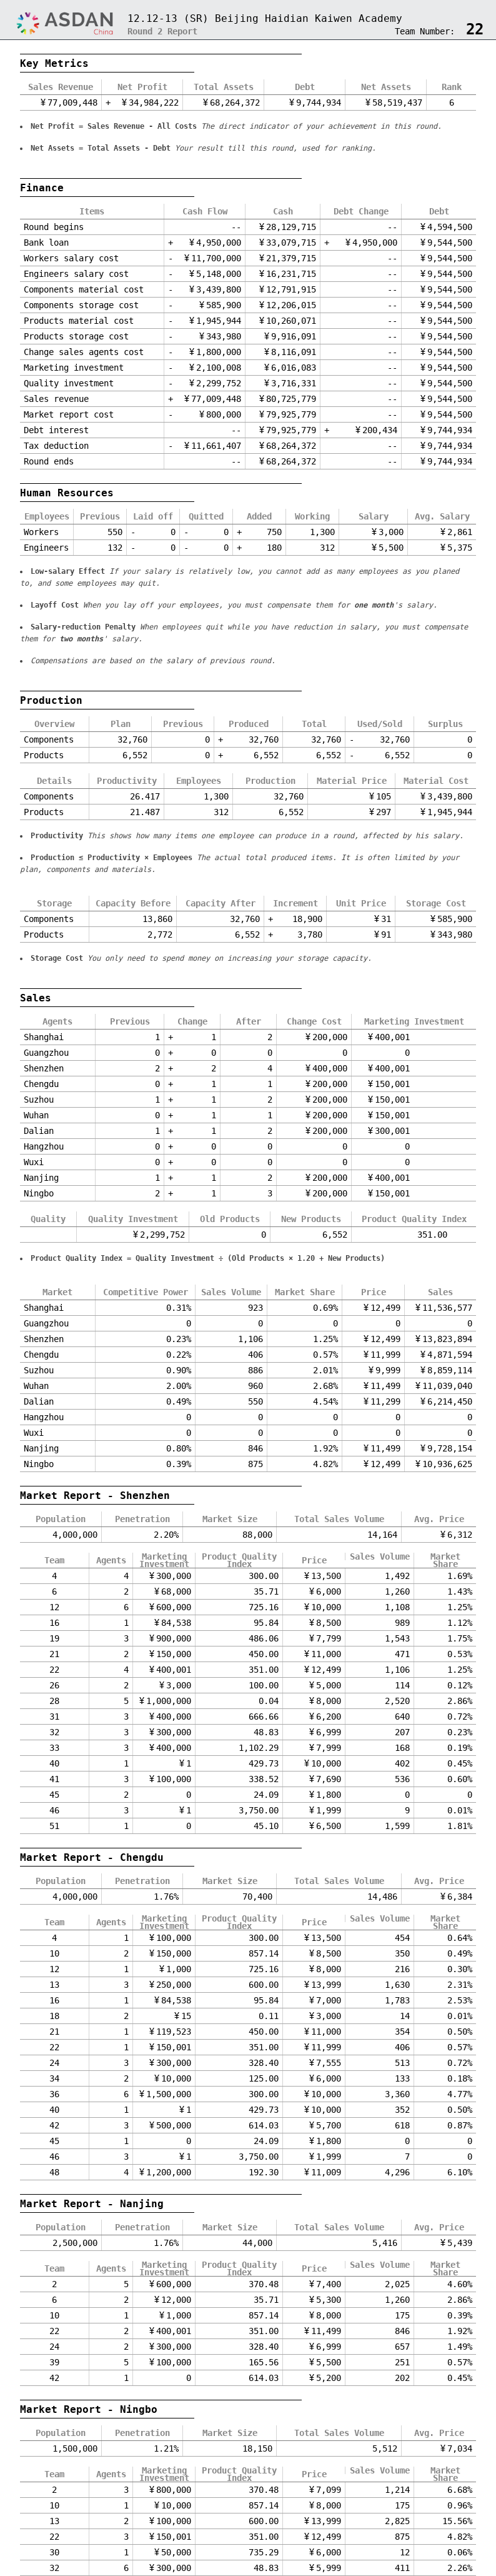 ASDAN China
12.12-13 (SR) Beijing Haidian Kaiwen Academy
Round 2 Report Team Number: 22
Key Metrics
Sales Revenue Net Profit Total Assets Debt Net Assets Rank
¥77,009,448 + ¥34,984,222 ¥68,264,372 ¥9,744,934 ¥58,519,437 6
• Net Profit = Sales Revenue - All Costs The direct indicator of your achievement in this round.
• Net Assets = Total Assets - Debt Your result till this round, used for ranking.
Finance
Items Cash Flow Cash Debt Change Debt
Round begins -- ¥28,129,715 -- ¥4,594,500
Bank loan + ¥4,950,000 ¥33,079,715 + ¥4,950,000 ¥9,544,500
Workers salary cost - ¥11,700,000 ¥21,379,715 -- ¥9,544,500
Engineers salary cost - ¥5,148,000 ¥16,231,715 -- ¥9,544,500
Components material cost - ¥3,439,800 ¥12,791,915 -- ¥9,544,500
Components storage cost - ¥585,900 ¥12,206,015 -- ¥9,544,500
Products material cost - ¥1,945,944 ¥10,260,071 -- ¥9,544,500
Products storage cost - ¥343,980 ¥9,916,091 -- ¥9,544,500
Change sales agents cost - ¥1,800,000 ¥8,116,091 -- ¥9,544,500
Marketing investment - ¥2,100,008 ¥6,016,083 -- ¥9,544,500
Quality investment - ¥2,299,752 ¥3,716,331 -- ¥9,544,500
Sales revenue + ¥77,009,448 ¥80,725,779 -- ¥9,544,500
Market report cost - ¥800,000 ¥79,925,779 -- ¥9,544,500
Debt interest -- ¥79,925,779 + ¥200,434 ¥9,744,934
Tax deduction - ¥11,661,407 ¥68,264,372 -- ¥9,744,934
Round ends -- ¥68,264,372 -- ¥9,744,934
Human Resources
Employees Previous Laid off Quitted Added Working Salary Avg. Salary
Workers 550 - 0 - 0 + 750 1,300 ¥3,000 ¥2,861
Engineers 132 - 0 - 0 + 180 312 ¥5,500 ¥5,375
• Low-salary Effect If your salary is relatively low, you cannot add as many employees as you planed
to, and some employees may quit.
• Layoff Cost When you lay off your employees, you must compensate them for one month's salary.
• Salary-reduction Penalty When employees quit while you have reduction in salary, you must compensate
them for two months' salary.
• Compensations are based on the salary of previous round.
Production
Overview Plan Previous Produced Total Used/Sold Surplus
Components 32,760 0 + 32,760 32,760 - 32,760 0
Products 6,552 0 + 6,552 6,552 - 6,552 0
Details Productivity Employees Production Material Price Material Cost
Components 26.417 1,300 32,760 ¥105 ¥3,439,800
Products 21.487 312 6,552 ¥297 ¥1,945,944
• Productivity This shows how many items one employee can produce in a round, affected by his salary.
• Production ≤ Productivity × Employees The actual total produced items. It is often limited by your
plan, components and materials.
Storage Capacity Before Capacity After Increment Unit Price Storage Cost
Components 13,860 32,760 + 18,900 ¥31 ¥585,900
Products 2,772 6,552 + 3,780 ¥91 ¥343,980
• Storage Cost You only need to spend money on increasing your storage capacity.
Sales
Agents Previous Change After Change Cost Marketing Investment
Shanghai 1 + 1 2 ¥200,000 ¥400,001
Guangzhou 0 + 0 0 0 0
Shenzhen 2 + 2 4 ¥400,000 ¥400,001
Chengdu 0 + 1 1 ¥200,000 ¥150,001
Suzhou 1 + 1 2 ¥200,000 ¥150,001
Wuhan 0 + 1 1 ¥200,000 ¥150,001
Dalian 1 + 1 2 ¥200,000 ¥300,001
Hangzhou 0 + 0 0 0 0
Wuxi 0 + 0 0 0 0
Nanjing 1 + 1 2 ¥200,000 ¥400,001
Ningbo 2 + 1 3 ¥200,000 ¥150,001
Quality Quality Investment Old Products New Products Product Quality Index
¥2,299,752 0 6,552 351.00
• Product Quality Index = Quality Investment ÷ (Old Products × 1.20 + New Products)
Market Competitive Power Sales Volume Market Share Price Sales
Shanghai 0.31% 923 0.69% ¥12,499 ¥11,536,577
Guangzhou 0 0 0 0 0
Shenzhen 0.23% 1,106 1.25% ¥12,499 ¥13,823,894
Chengdu 0.22% 406 0.57% ¥11,999 ¥4,871,594
Suzhou 0.90% 886 2.01% ¥9,999 ¥8,859,114
Wuhan 2.00% 960 2.68% ¥11,499 ¥11,039,040
Dalian 0.49% 550 4.54% ¥11,299 ¥6,214,450
Hangzhou 0 0 0 0 0
Wuxi 0 0 0 0 0
Nanjing 0.80% 846 1.92% ¥11,499 ¥9,728,154
Ningbo 0.39% 875 4.82% ¥12,499 ¥10,936,625
Market Report - Shenzhen
Population Penetration Market Size Total Sales Volume Avg. Price
4,000,000 2.20% 88,000 14,164 ¥6,312
Team Agents Marketing Investment Product Quality Index Price Sales Volume Market Share
4 4 ¥300,000 300.00 ¥13,500 1,492 1.69%
6 2 ¥68,000 35.71 ¥6,000 1,260 1.43%
12 6 ¥600,000 725.16 ¥10,000 1,108 1.25%
16 1 ¥84,538 95.84 ¥8,500 989 1.12%
19 3 ¥900,000 486.06 ¥7,799 1,543 1.75%
21 2 ¥150,000 450.00 ¥11,000 471 0.53%
22 4 ¥400,001 351.00 ¥12,499 1,106 1.25%
26 2 ¥3,000 100.00 ¥5,000 114 0.12%
28 5 ¥1,000,000 0.04 ¥8,000 2,520 2.86%
31 3 ¥400,000 666.66 ¥6,200 640 0.72%
32 3 ¥300,000 48.83 ¥6,999 207 0.23%
33 3 ¥400,000 1,102.29 ¥7,999 168 0.19%
40 1 ¥1 429.73 ¥10,000 402 0.45%
41 3 ¥100,000 338.52 ¥7,690 536 0.60%
45 2 0 24.09 ¥1,800 0 0
46 3 ¥1 3,750.00 ¥1,999 9 0.01%
51 1 0 45.10 ¥6,500 1,599 1.81%
Market Report - Chengdu
Population Penetration Market Size Total Sales Volume Avg. Price
4,000,000 1.76% 70,400 14,486 ¥6,384
Team Agents Marketing Investment Product Quality Index Price Sales Volume Market Share
4 1 ¥100,000 300.00 ¥13,500 454 0.64%
10 2 ¥150,000 857.14 ¥8,500 350 0.49%
12 1 ¥1,000 725.16 ¥8,000 216 0.30%
13 3 ¥250,000 600.00 ¥13,999 1,630 2.31%
16 1 ¥84,538 95.84 ¥7,000 1,783 2.53%
18 2 ¥15 0.11 ¥3,000 14 0.01%
21 1 ¥119,523 450.00 ¥11,000 354 0.50%
22 1 ¥150,001 351.00 ¥11,999 406 0.57%
24 3 ¥300,000 328.40 ¥7,555 513 0.72%
34 2 ¥10,000 125.00 ¥6,000 133 0.18%
36 6 ¥1,500,000 300.00 ¥10,000 3,360 4.77%
40 1 ¥1 429.73 ¥10,000 352 0.50%
42 3 ¥500,000 614.03 ¥5,700 618 0.87%
45 1 0 24.09 ¥1,800 0 0
46 3 ¥1 3,750.00 ¥1,999 7 0
48 4 ¥1,200,000 192.30 ¥11,009 4,296 6.10%
Market Report - Nanjing
Population Penetration Market Size Total Sales Volume Avg. Price
2,500,000 1.76% 44,000 5,416 ¥5,439
Team Agents Marketing Investment Product Quality Index Price Sales Volume Market Share
2 5 ¥600,000 370.48 ¥7,400 2,025 4.60%
6 2 ¥12,000 35.71 ¥5,300 1,260 2.86%
10 1 ¥1,000 857.14 ¥8,000 175 0.39%
22 2 ¥400,001 351.00 ¥11,499 846 1.92%
24 2 ¥300,000 328.40 ¥6,999 657 1.49%
39 5 ¥100,000 165.56 ¥5,500 251 0.57%
42 1 0 614.03 ¥5,200 202 0.45%
Market Report - Ningbo
Population Penetration Market Size Total Sales Volume Avg. Price
1,500,000 1.21% 18,150 5,512 ¥7,034
Team Agents Marketing Investment Product Quality Index Price Sales Volume Market Share
2 3 ¥800,000 370.48 ¥7,099 1,214 6.68%
10 1 ¥10,000 857.14 ¥8,000 175 0.96%
13 2 ¥100,000 600.00 ¥13,999 2,825 15.56%
22 3 ¥150,001 351.00 ¥12,499 875 4.82%
30 1 ¥50,000 735.29 ¥6,000 12 0.06%
32 6 ¥300,000 48.83 ¥5,999 411 2.26%